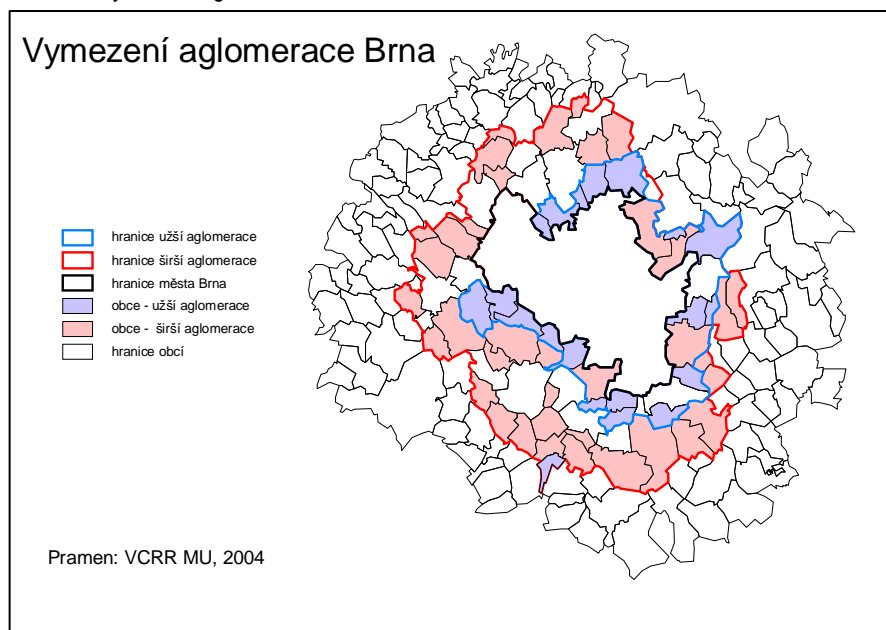 Vymezení aglomerace Brna
hranice užší aglomerace
hranice širší aglomerace
hranice města Brna
obce - užší aglomerace
obce - širší aglomerace
hranice obcí
Pramen: VCRR MU, 2004